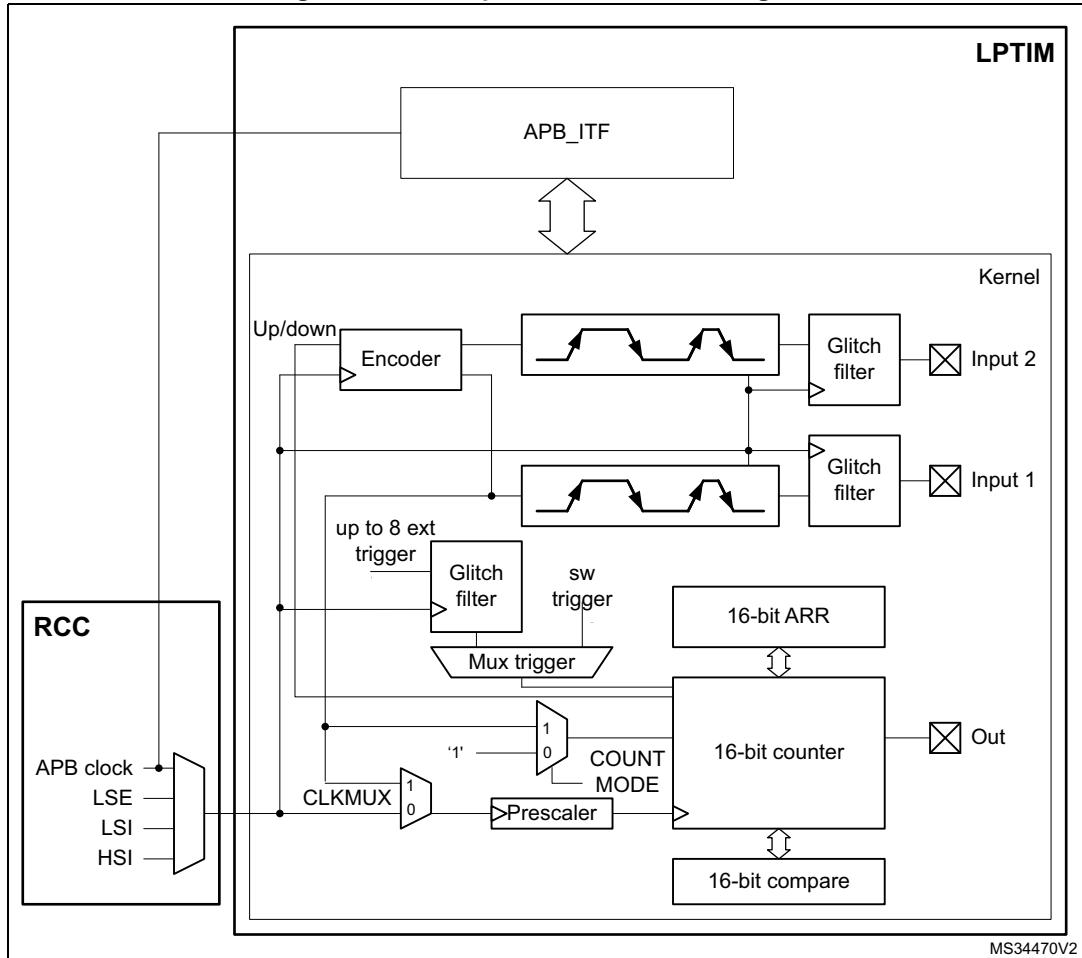 LPTIM
APB_ITF
Kernel
Up/down
Encoder
Glitch
filter
Input 2
Glitch
filter
Input 1
up to 8 ext
trigger
Glitch
filter
sw
trigger
Mux trigger
16-bit ARR
RCC
APB clock
LSE
LSI
HSI
CLKMUX
1
0
'1'
1
0
COUNT
MODE
Prescaler
16-bit counter
Out
16-bit compare
MS34470V2